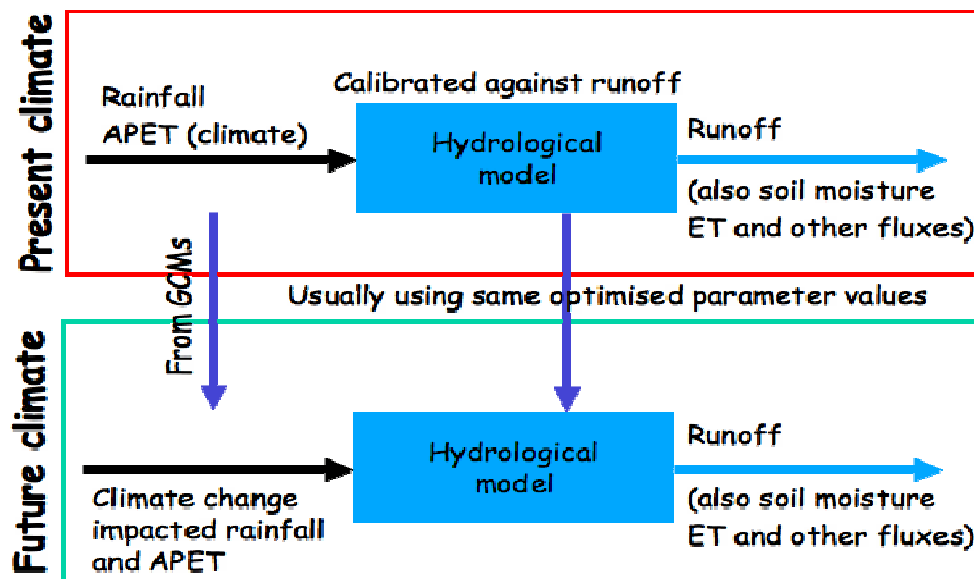 Present climate
Rainfall
APET (climate)
Calibrated against runoff
Hydrological
model
Runoff
(also soil moisture
ET and other fluxes)
From GCMs
Usually using same optimised parameter values
Future climate
Climate change
impacted rainfall
and APET
Hydrological
model
Runoff
(also soil moisture
ET and other fluxes)